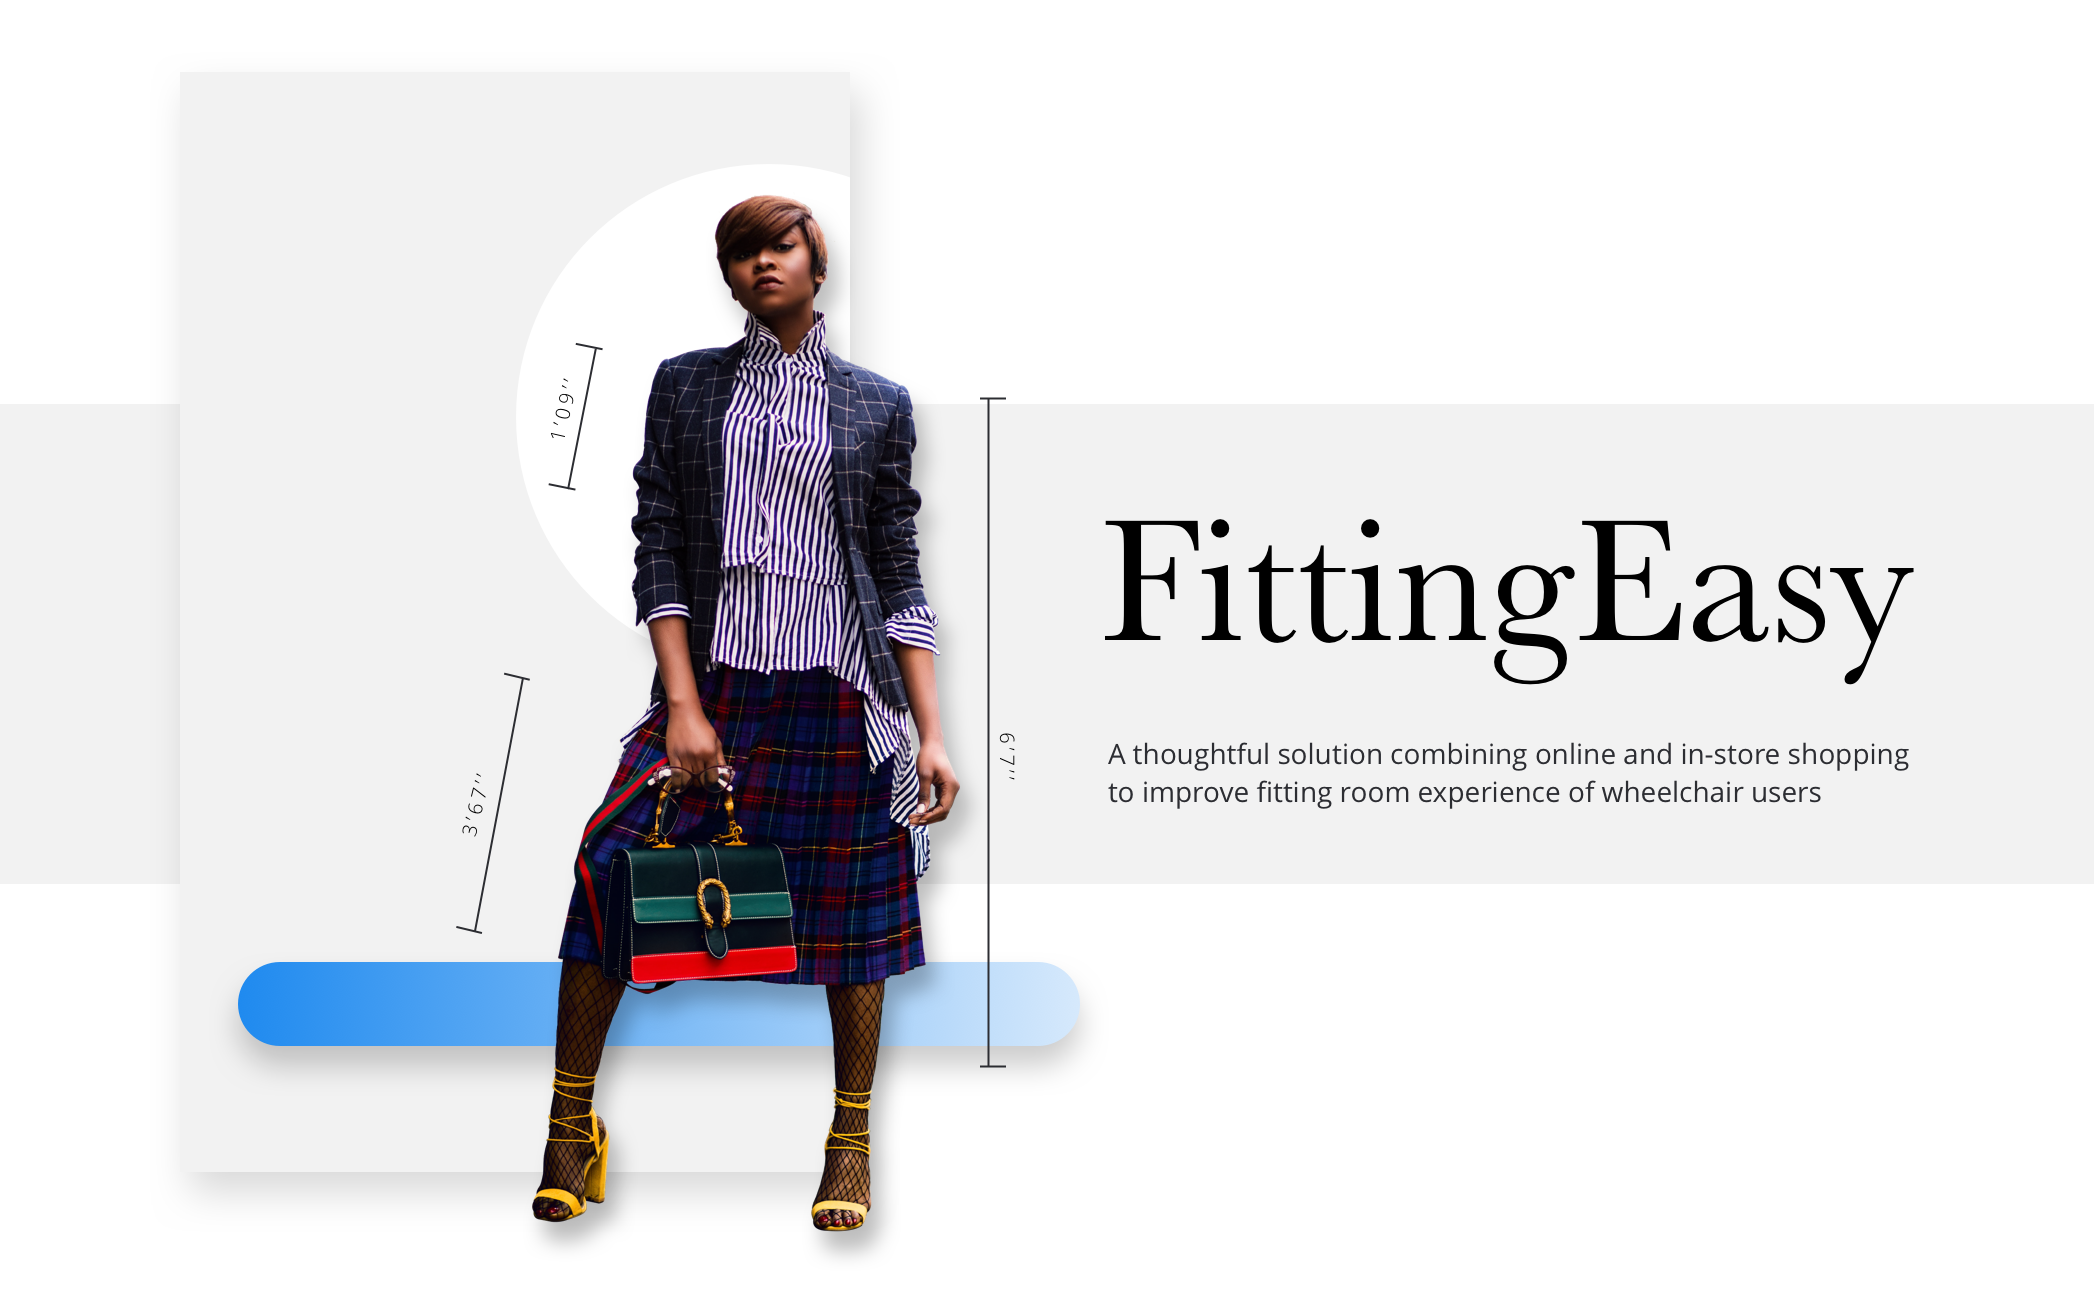 1’09’’
FittingEasy
6’7’’
A thoughtful solution combining online and in-store shopping
to improve fitting room experience of wheelchair users
3’67’’